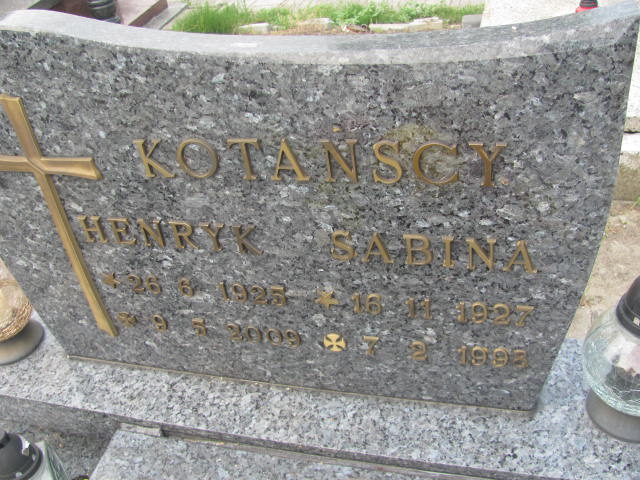 KOTAŃSCY
HENRYK SABINA
26 6 1925 16 11 1927
9 5 2009 7 2 1993